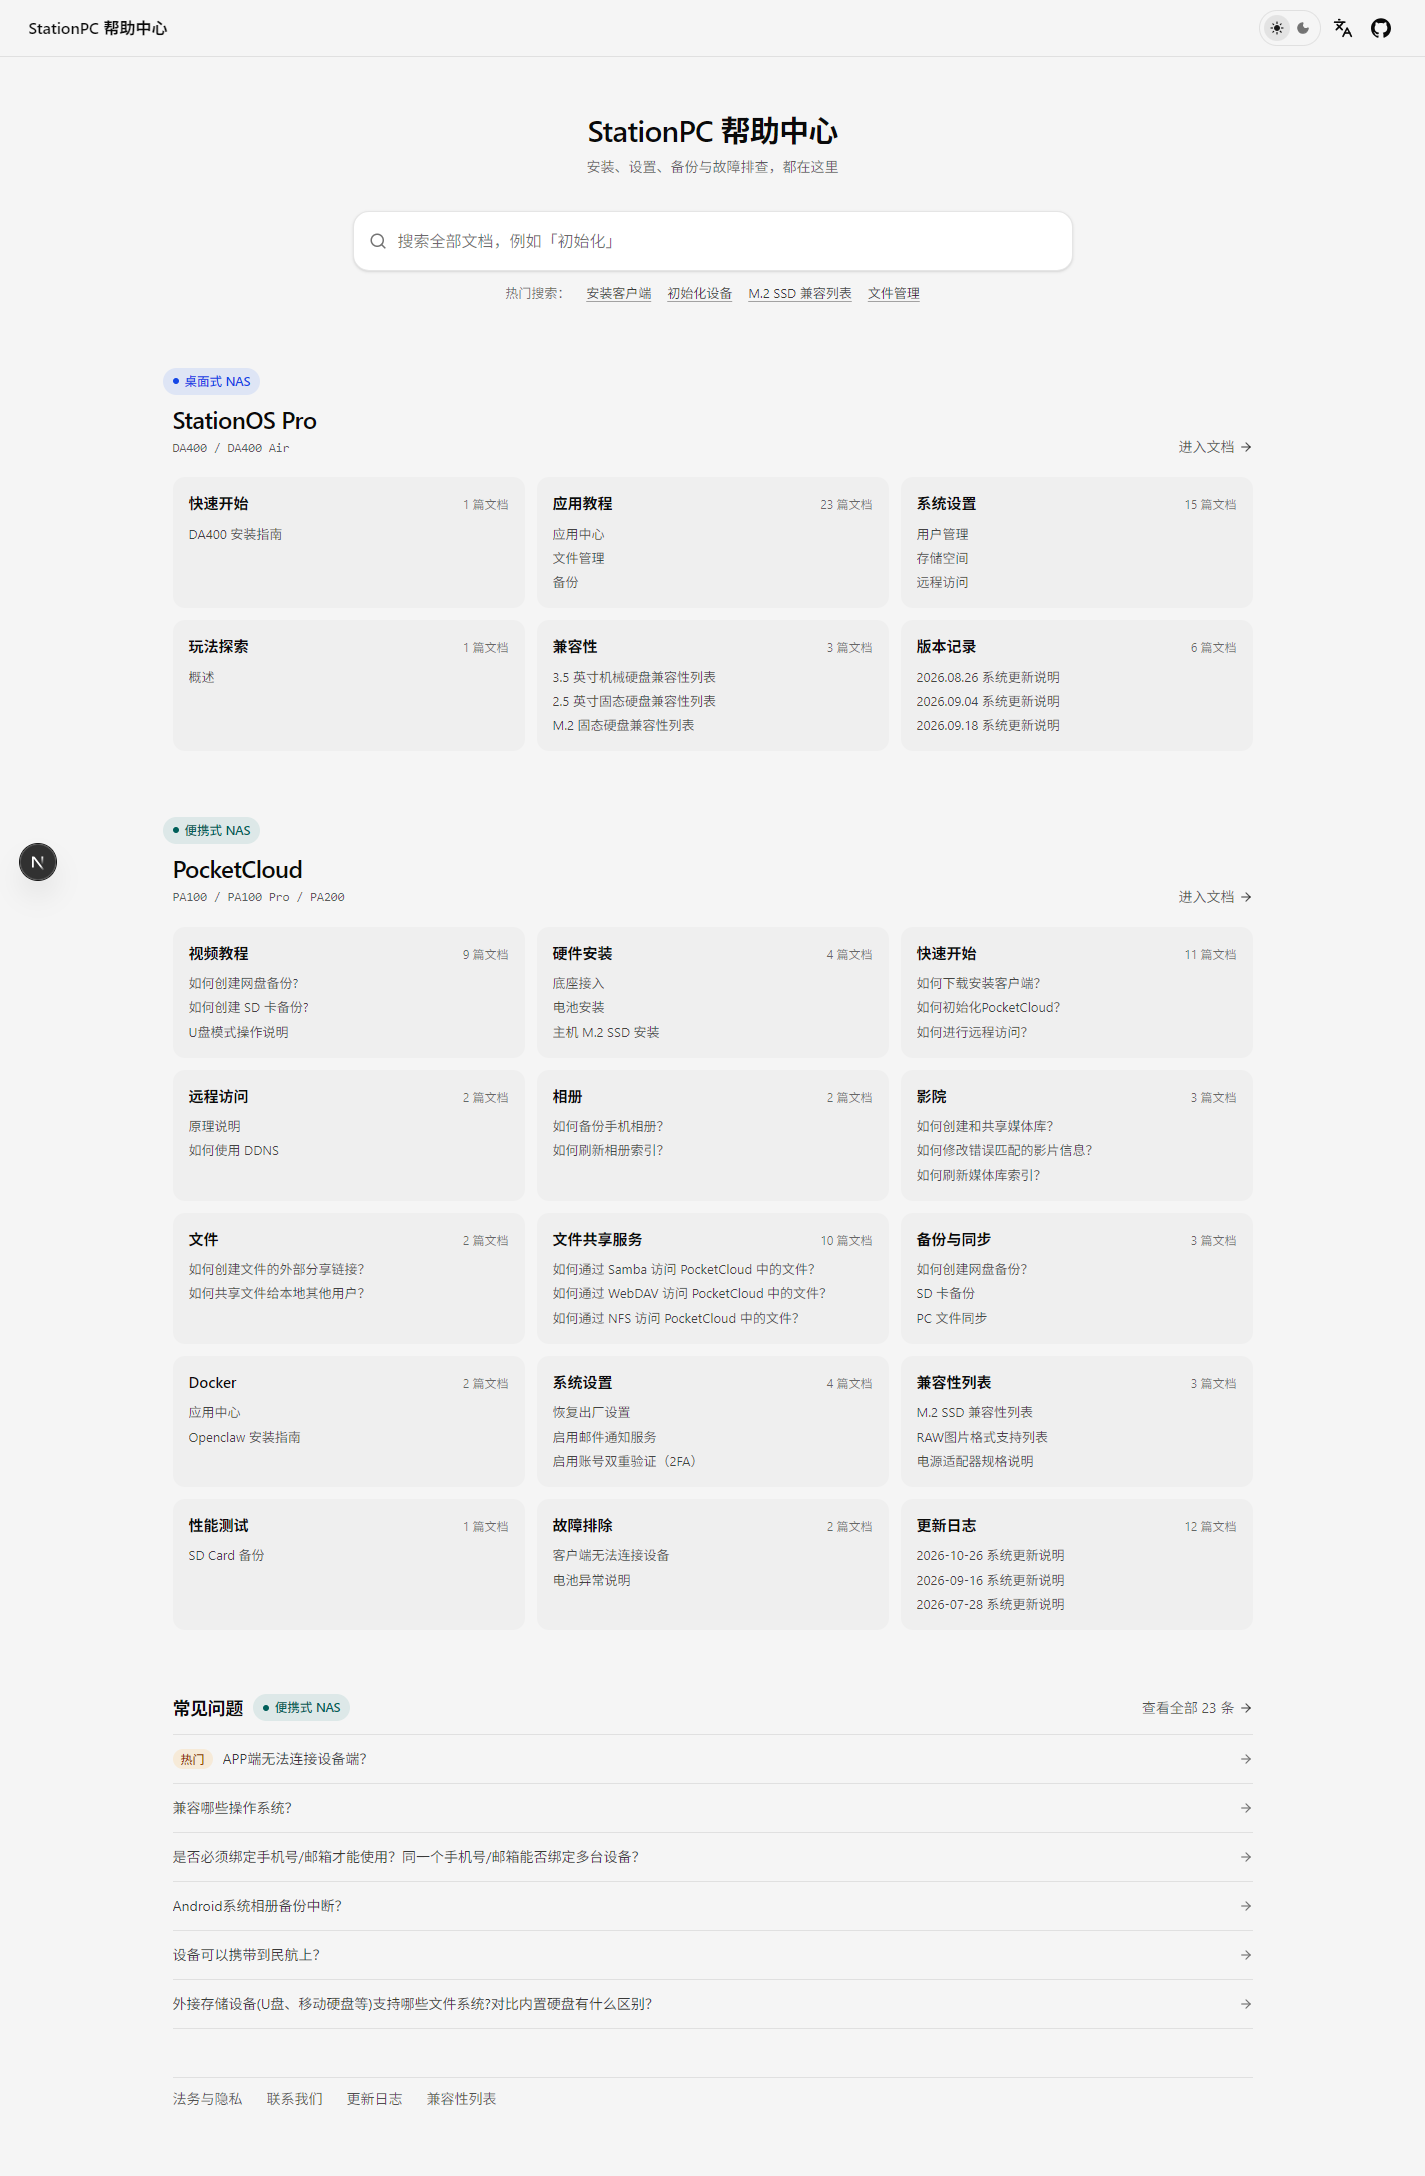 StationPC 帮助中心
StationPC 帮助中心
安装、设置、备份与故障排查，都在这里
搜索全部文档，例如「初始化」
热门搜索： 安装客户端 初始化设备 M.2 SSD 兼容列表 文件管理
桌面式 NAS
StationOS Pro
DA400 / DA400 Air
进入文档 →
快速开始 1 篇文档
DA400 安装指南
应用教程 23 篇文档
应用中心
文件管理
备份
系统设置 15 篇文档
用户管理
存储空间
远程访问
玩法探索 1 篇文档
概述
兼容性 3 篇文档
3.5 英寸机械硬盘兼容性列表
2.5 英寸固态硬盘兼容性列表
M.2 固态硬盘兼容性列表
版本记录 6 篇文档
2026.08.26 系统更新说明
2026.09.04 系统更新说明
2026.09.18 系统更新说明
便携式 NAS
PocketCloud
PA100 / PA100 Pro / PA200
进入文档 →
N
视频教程 9 篇文档
如何创建网盘备份？
如何创建 SD 卡备份？
U盘模式操作说明
硬件安装 4 篇文档
底座接入
电池安装
主机 M.2 SSD 安装
快速开始 11 篇文档
如何下载安装客户端？
如何初始化PocketCloud？
如何进行远程访问？
远程访问 2 篇文档
原理说明
如何使用 DDNS
相册 2 篇文档
如何备份手机相册？
如何刷新相册索引？
影院 3 篇文档
如何创建和共享媒体库？
如何修改错误匹配的影片信息？
如何刷新媒体库索引？
文件 2 篇文档
如何创建文件的外部分享链接？
如何共享文件给本地其他用户？
文件共享服务 10 篇文档
如何通过 Samba 访问 PocketCloud 中的文件？
如何通过 WebDAV 访问 PocketCloud 中的文件？
如何通过 NFS 访问 PocketCloud 中的文件？
备份与同步 3 篇文档
如何创建网盘备份？
SD 卡备份
PC 文件同步
Docker 2 篇文档
应用中心
Openclaw 安装指南
系统设置 4 篇文档
恢复出厂设置
启用邮件通知服务
启用账号双重验证（2FA）
兼容性列表 3 篇文档
M.2 SSD 兼容性列表
RAW图片格式支持列表
电源适配器规格说明
性能测试 1 篇文档
SD Card 备份
故障排除 2 篇文档
客户端无法连接设备
电池异常说明
更新日志 12 篇文档
2026-10-26 系统更新说明
2026-09-16 系统更新说明
2026-07-28 系统更新说明
常见问题 便携式 NAS
查看全部 23 条 →
热门 APP端无法连接设备端？
兼容哪些操作系统？
是否必须绑定手机号/邮箱才能使用？同一个手机号/邮箱能否绑定多台设备？
Android系统相册备份中断？
设备可以携带到民航上？
外接存储设备(U盘、移动硬盘等)支持哪些文件系统?对比内置硬盘有什么区别？
法务与隐私 联系我们 更新日志 兼容性列表